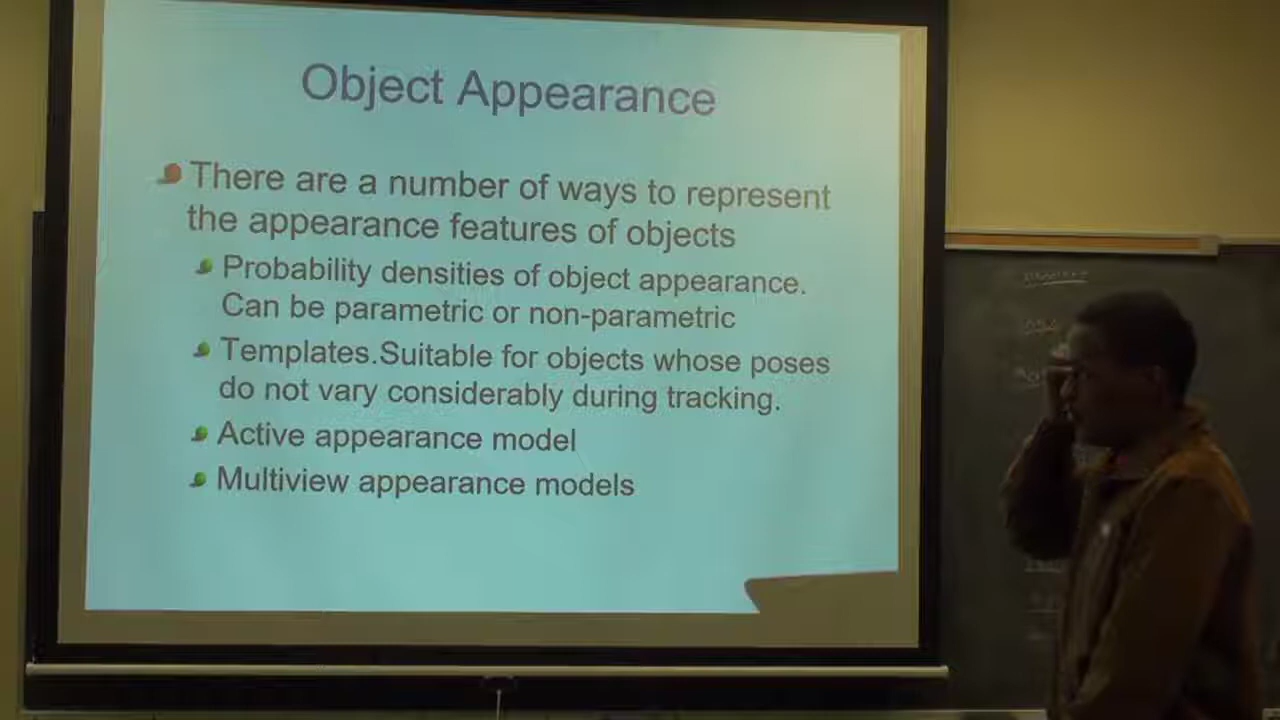 Object Appearance
There are a number of ways to represent
the appearance features of objects
Probability densities of object appearance.
Can be parametric or non-parametric
Templates.Suitable for objects whose poses
do not vary considerably during tracking.
Active appearance model
Multiview appearance models